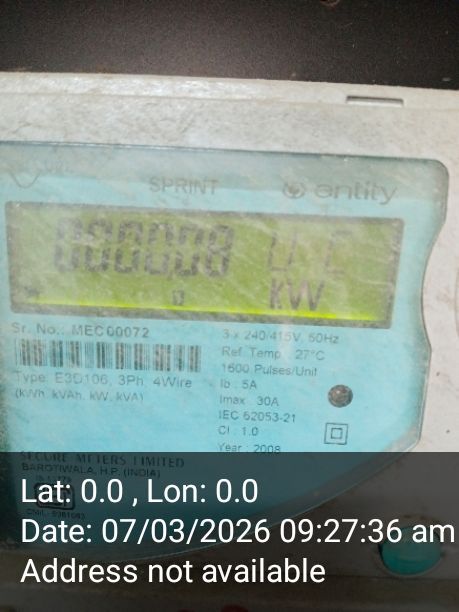 SPRINT entity
kW
Sr. No.: MEC00072
3 x 240/415V, 50Hz
Ref. Temp.: 27°C
1600 Pulses/Unit
Type: E3D106, 3Ph, 4Wire
Ib : 5A
(kWh, kVAh, kW, kVA)
Imax : 30A
IEC 62053-21
Cl : 1.0
Year : 2008
SECURE METERS LIMITED
BAROTIWALA, H.P. (INDIA)
Lat: 0.0 , Lon: 0.0
Date: 07/03/2026 09:27:36 am
Address not available